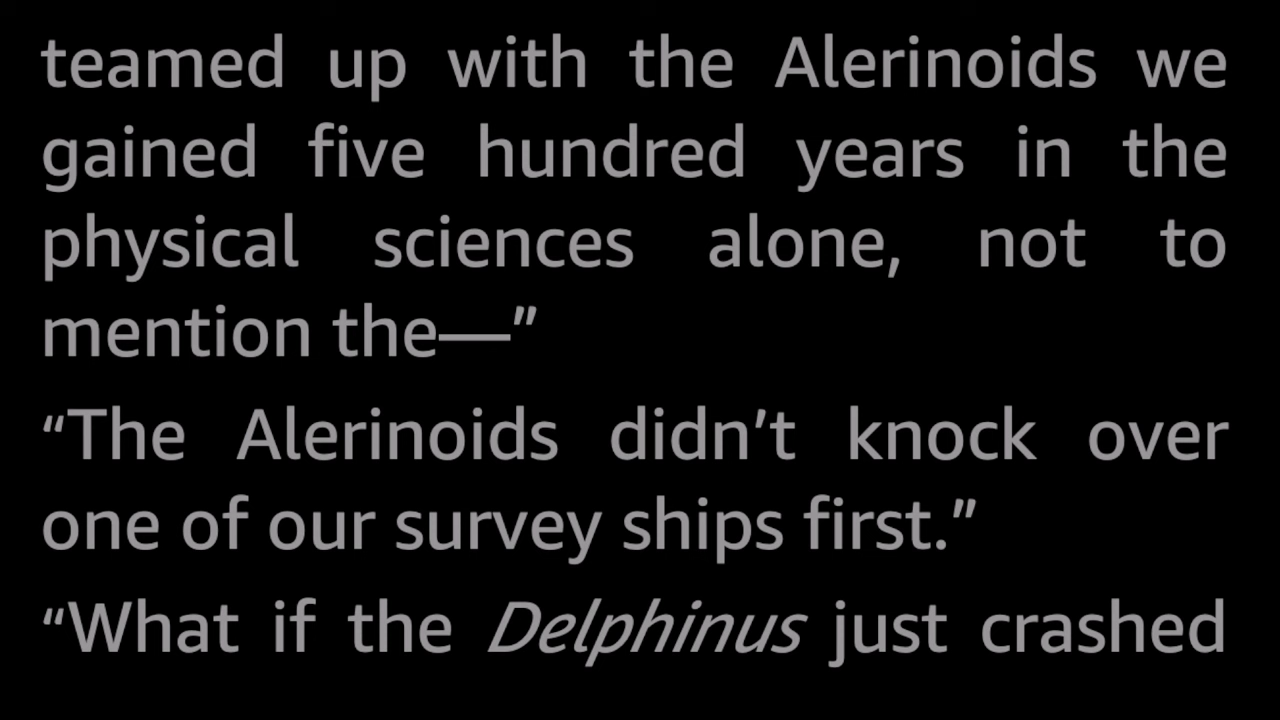 teamed up with the Alerinoids we
gained five hundred years in the
physical sciences alone, not to
mention the—”
“The Alerinoids didn’t knock over
one of our survey ships first.”
“What if the Delphinus just crashed